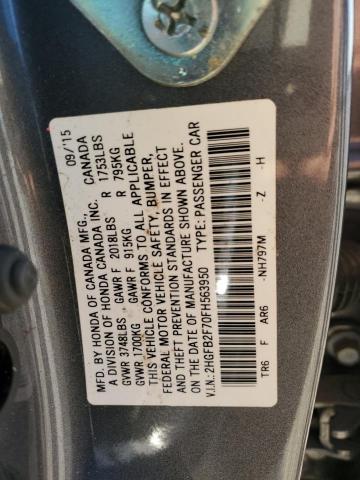 MFD. BY HONDA OF CANADA MFG., 09/15
A DIVISION OF HONDA CANADA INC. CANADA
GVWR 3748LBS GAWR F 2018LBS R 1753LBS
GVWR 1700KG GAWR F 915KG R 795KG
THIS VEHICLE CONFORMS TO ALL APPLICABLE
FEDERAL MOTOR VEHICLE SAFETY, BUMPER,
AND THEFT PREVENTION STANDARDS IN EFFECT
ON THE DATE OF MANUFACTURE SHOWN ABOVE.
V.I.N.: 2HGFB2F70FH563950 TYPE: PASSENGER CAR
TR6 F AR6 -NH797M -Z -H